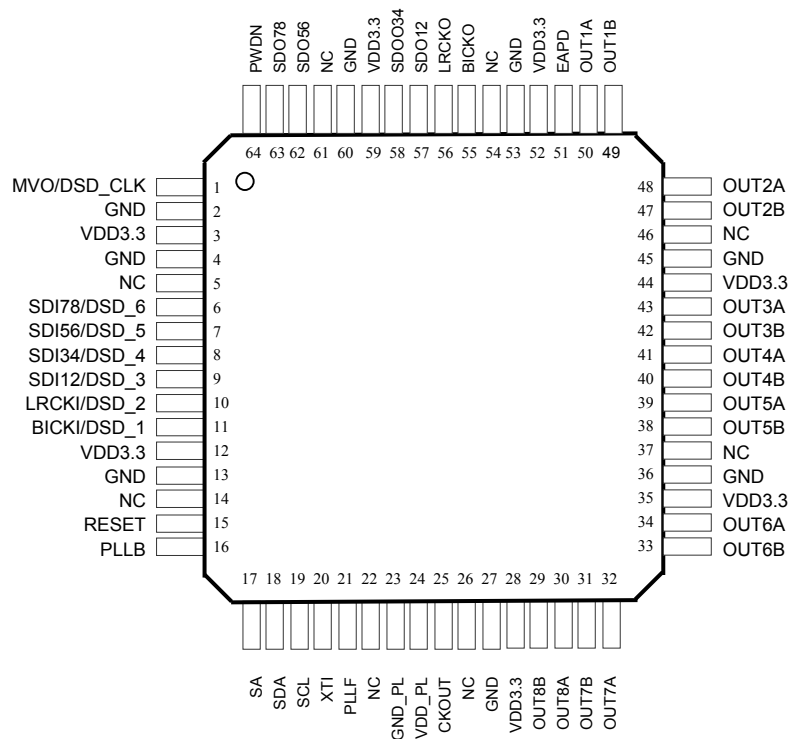 PWDN
SDO78
SDO56
NC
GND
VDD3.3
SDOO34
SDO12
LRCKO
BICKO
NC
GND
VDD3.3
EAPD
OUT1A
OUT1B
64 63 62 61 60 59 58 57 56 55 54 53 52 51 50 49
MVO/DSD_CLK 1 48 OUT2A
GND 2 47 OUT2B
VDD3.3 3 46 NC
GND 4 45 GND
NC 5 44 VDD3.3
SDI78/DSD_6 6 43 OUT3A
SDI56/DSD_5 7 42 OUT3B
SDI34/DSD_4 8 41 OUT4A
SDI12/DSD_3 9 40 OUT4B
LRCKI/DSD_2 10 39 OUT5A
BICKI/DSD_1 11 38 OUT5B
VDD3.3 12 37 NC
GND 13 36 GND
NC 14 35 VDD3.3
RESET 15 34 OUT6A
PLLB 16 33 OUT6B
17 18 19 20 21 22 23 24 25 26 27 28 29 30 31 32
SA
SDA
SCL
XTI
PLLF
NC
GND_PL
VDD_PL
CKOUT
NC
GND
VDD3.3
OUT8B
OUT8A
OUT7B
OUT7A